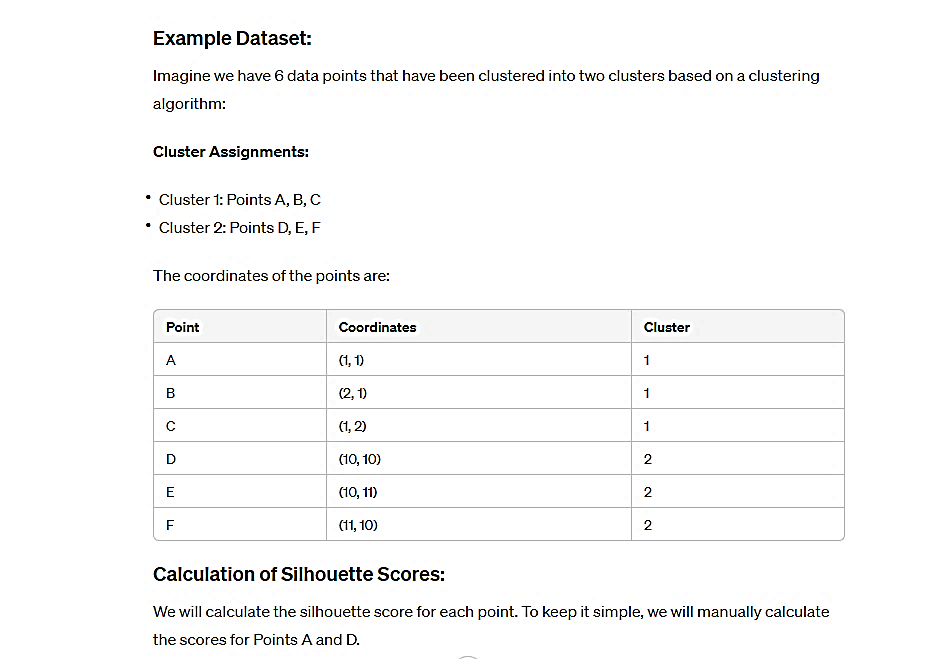 Example Dataset:
Imagine we have 6 data points that have been clustered into two clusters based on a clustering
algorithm:
Cluster Assignments:
• Cluster 1: Points A, B, C
• Cluster 2: Points D, E, F
The coordinates of the points are:
Point Coordinates Cluster
A (1, 1) 1
B (2, 1) 1
C (1, 2) 1
D (10, 10) 2
E (10, 11) 2
F (11, 10) 2
Calculation of Silhouette Scores:
We will calculate the silhouette score for each point. To keep it simple, we will manually calculate
the scores for Points A and D.